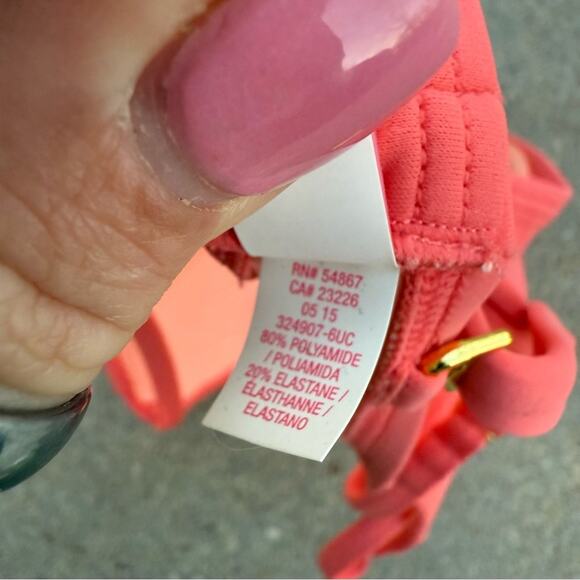 RN# 54867
CA# 23226
05 15
324907-6UC
80% POLYAMIDE
/ POLIAMIDA
20% ELASTANE /
ÉLASTHANNE /
ELASTANO